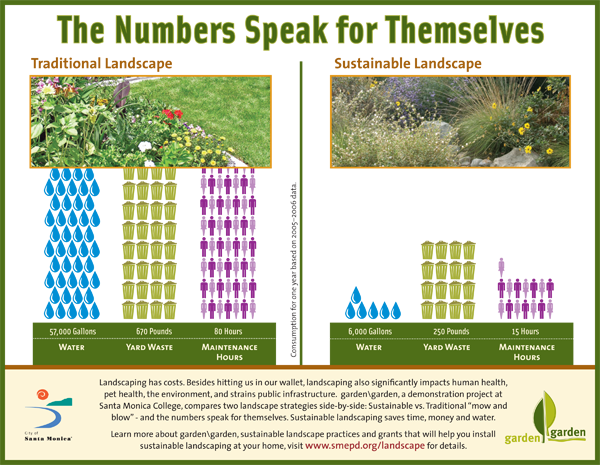 The Numbers Speak for Themselves
Traditional Landscape
Sustainable Landscape
Consumption for one year based on 2005-2006 data.
57,000 Gallons
670 Pounds
80 Hours
Water
Yard Waste
Maintenance
Hours
6,000 Gallons
250 Pounds
15 Hours
Water
Yard Waste
Maintenance
Hours
Landscaping has costs. Besides hitting us in our wallet, landscaping also significantly impacts human health,
pet health, the environment, and strains public infrastructure. garden\garden, a demonstration project at
Santa Monica College, compares two landscape strategies side-by-side: Sustainable vs. Traditional "mow and
blow" - and the numbers speak for themselves. Sustainable landscaping saves time, money and water.
Learn more about garden\garden, sustainable landscape practices and grants that will help you install
sustainable landscaping at your home, visit www.smepd.org/landscape for details.
City of
Santa Monica
garden garden